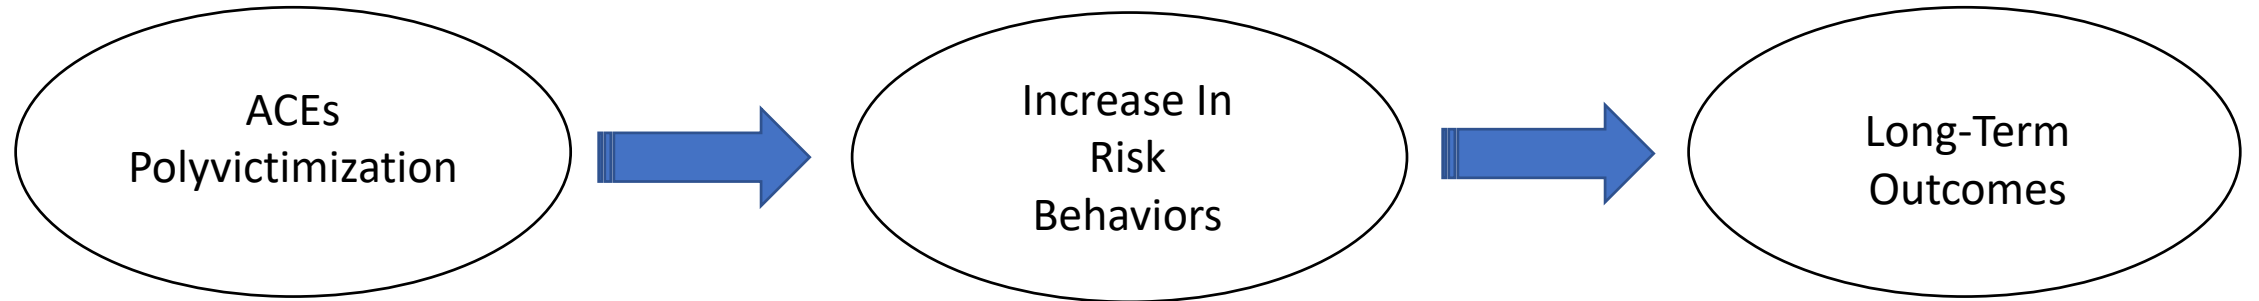 ACEs
Polyvictimization
Increase In
Risk
Behaviors
Long-Term
Outcomes